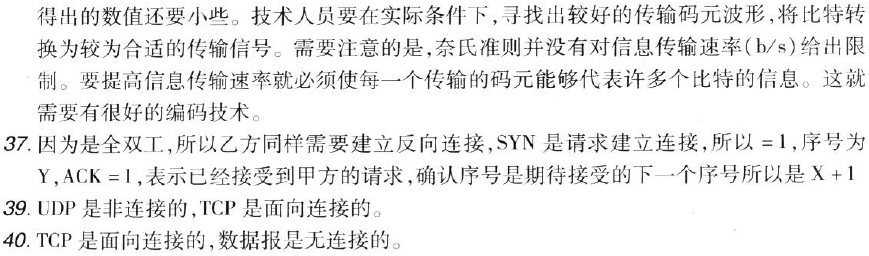 得出的数值还要小些。技术人员要在实际条件下,寻找出较好的传输码元波形,将比特转
换为较为合适的传输信号。需要注意的是,奈氏准则并没有对信息传输速率(b/s)给出限
制。要提高信息传输速率就必须使每一个传输的码元能够代表许多个比特的信息。这就
需要有很好的编码技术。
37. 因为是全双工,所以乙方同样需要建立反向连接,SYN 是请求建立连接,所以 =1,序号为
Y,ACK =1,表示已经接受到甲方的请求,确认序号是期待接受的下一个序号所以是 X +1
39. UDP 是非连接的,TCP 是面向连接的。
40. TCP 是面向连接的,数据报是无连接的。